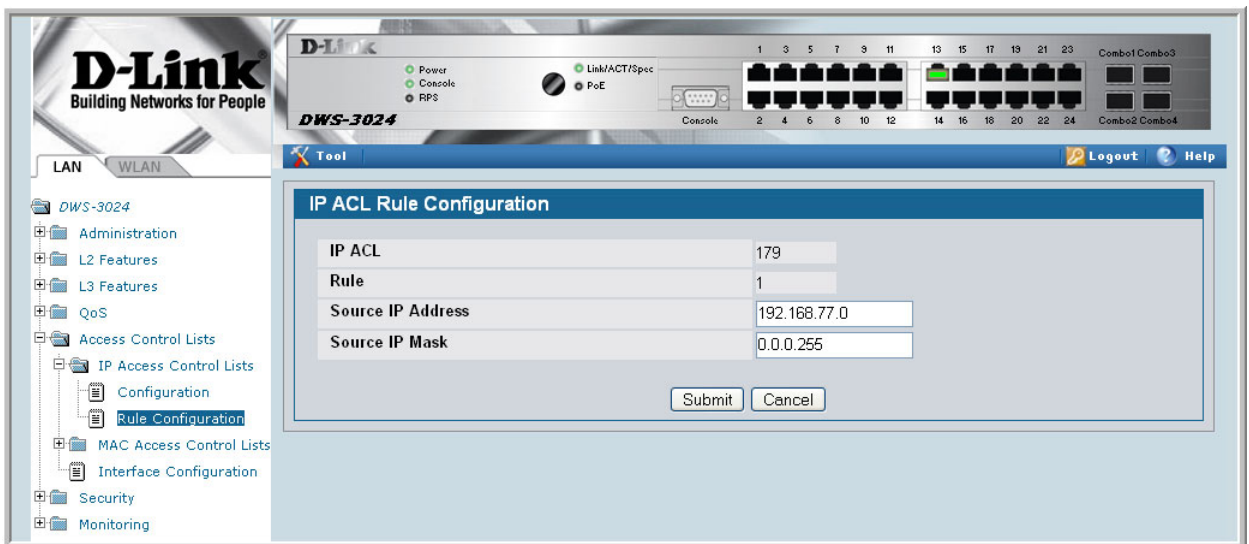 D-Link
Building Networks for People
D-Link
Power
Console
RPS
Link/ACT/Spec
PoE
Console
1 3 5 7 9 11 13 15 17 19 21 23 Combo1 Combo3
DWS-3024
2 4 6 8 10 12 14 16 18 20 22 24 Combo2 Combo4
LAN WLAN
Tool Logout Help
DWS-3024
Administration
L2 Features
L3 Features
QoS
Access Control Lists
IP Access Control Lists
Configuration
Rule Configuration
MAC Access Control Lists
Interface Configuration
Security
Monitoring
IP ACL Rule Configuration
IP ACL 179
Rule 1
Source IP Address 192.168.77.0
Source IP Mask 0.0.0.255
Submit Cancel